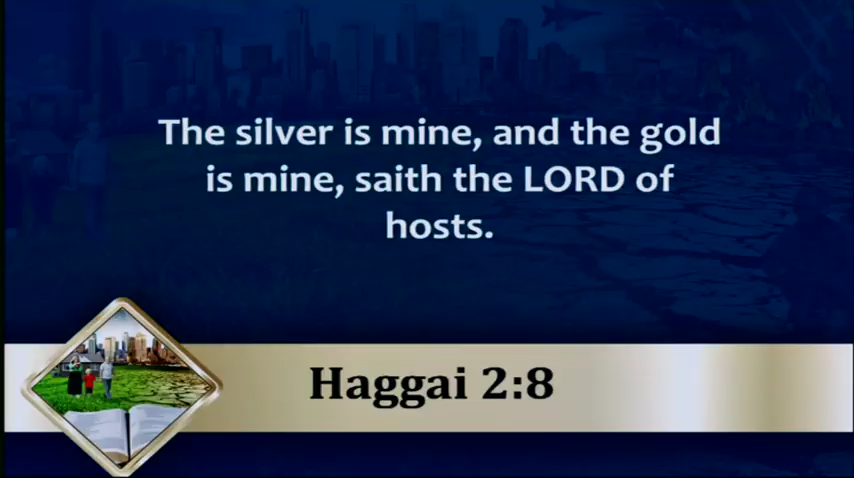 The silver is mine, and the gold
is mine, saith the LORD of
hosts.
Haggai 2:8